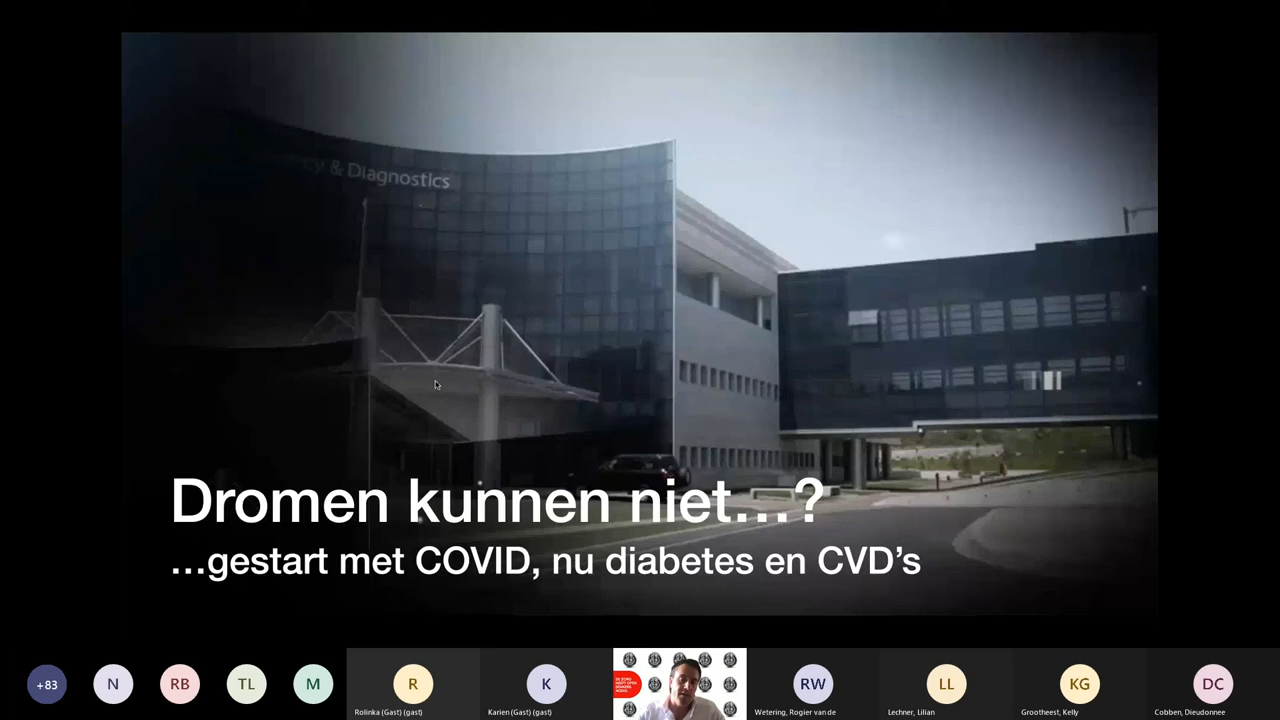 cy & Diagnostics
Dromen kunnen niet...?
...gestart met COVID, nu diabetes en CVD’s
+83
N
RB
TL
M
R
K
RW
LL
KG
DC
Rolinka (Gast) (gast)
Karien (Gast) (gast)
Wetering, Rogier van de
Lechner, Lilian
Grootheest, Kelly
Cobben, Dieudonnee